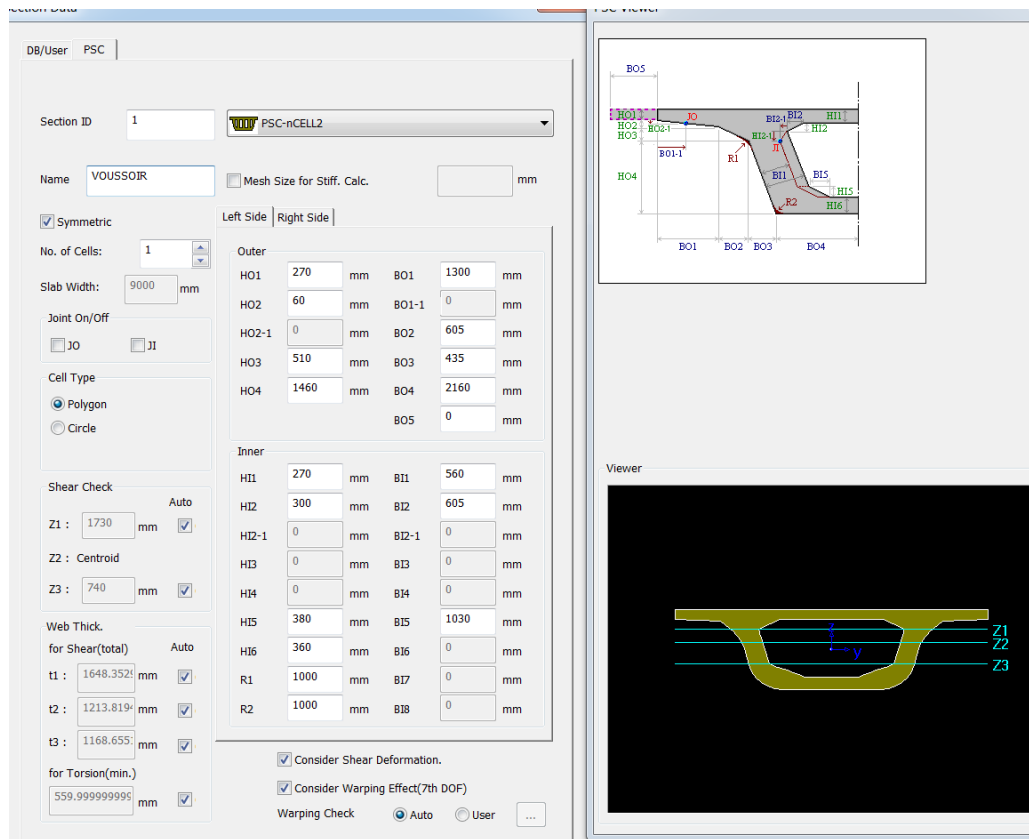 Section Data
PSC Viewer
DB/User PSC
Section ID 1 PSC-nCELL2
Name VOUSSOIR Mesh Size for Stiff. Calc. mm
Symmetric
No. of Cells: 1
Slab Width: 9000 mm
Joint On/Off
JO JI
Cell Type
Polygon
Circle
Shear Check
Auto
Z1 : 1730 mm
Z2 : Centroid
Z3 : 740 mm
Web Thick.
for Shear(total) Auto
t1 : 1648.352 mm
t2 : 1213.819 mm
t3 : 1168.655 mm
for Torsion(min.)
559.999999999 mm
Left Side Right Side
Outer
HO1 270 mm BO1 1300 mm
HO2 60 mm BO1-1 0 mm
HO2-1 0 mm BO2 605 mm
HO3 510 mm BO3 435 mm
HO4 1460 mm BO4 2160 mm
BO5 0 mm
Inner
HI1 270 mm BI1 560 mm
HI2 300 mm BI2 605 mm
HI2-1 0 mm BI2-1 0 mm
HI3 0 mm BI3 0 mm
HI4 0 mm BI4 0 mm
HI5 380 mm BI5 1030 mm
HI6 360 mm BI6 0 mm
R1 1000 mm BI7 0 mm
R2 1000 mm BI8 0 mm
Consider Shear Deformation.
Consider Warping Effect(7th DOF)
Warping Check Auto User ...
BO5
HO1 JO BI2 HI1
HO2 HO2-1 BI2-1 HI2
HO3 HI2-1
BO1-1 R1 JI
HO4 BI1 BI5
HI5
R2 HI6
BO1 BO2 BO3 BO4
Viewer
Z1
Z2
Z3
y